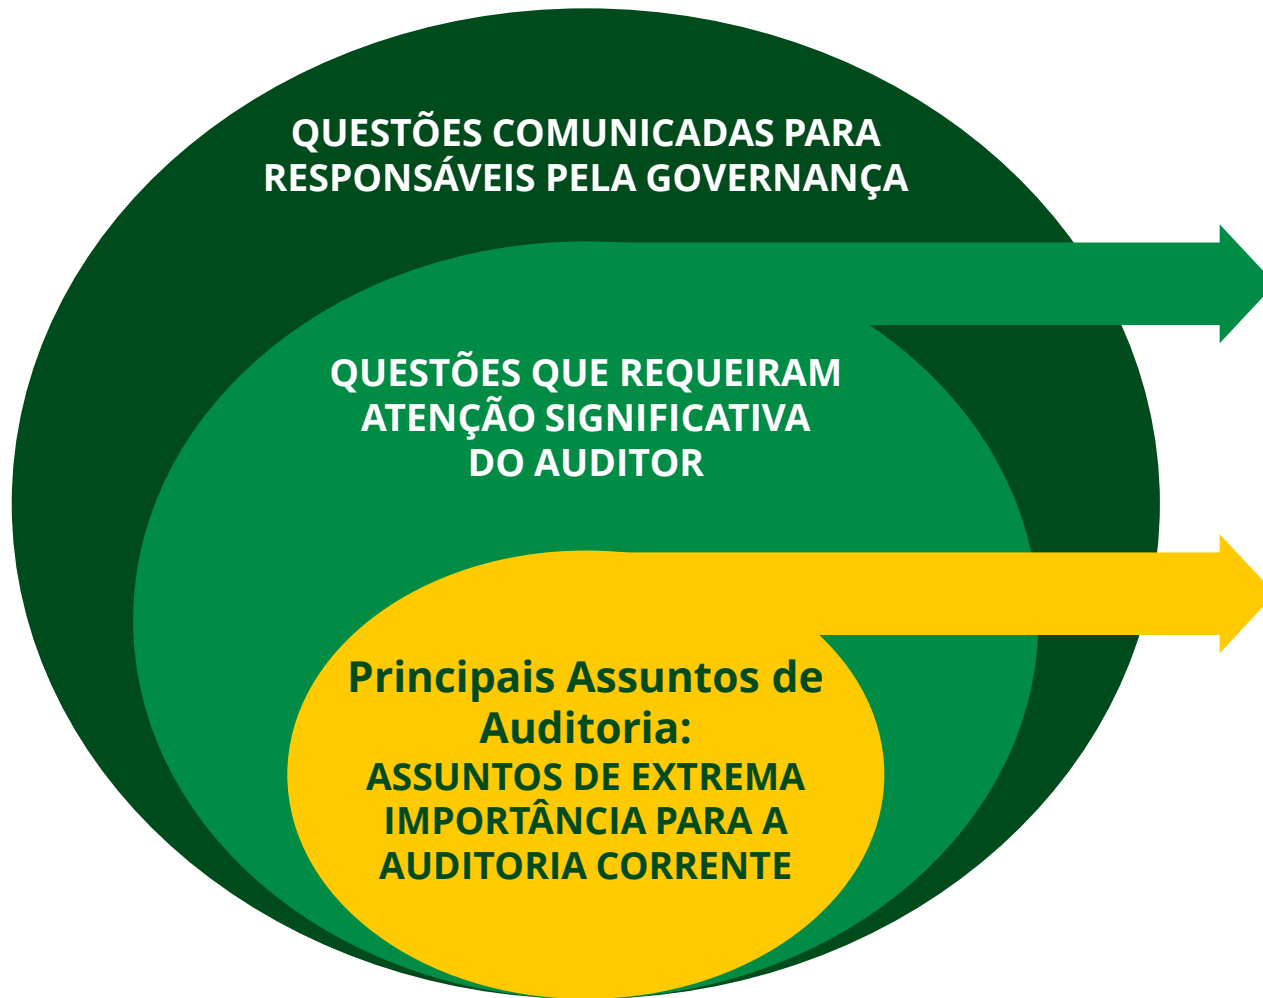 QUESTÕES COMUNICADAS PARA
RESPONSÁVEIS PELA GOVERNANÇA
QUESTÕES QUE REQUEIRAM
ATENÇÃO SIGNIFICATIVA
DO AUDITOR
Principais Assuntos de
Auditoria:
ASSUNTOS DE EXTREMA
IMPORTÂNCIA PARA A
AUDITORIA CORRENTE